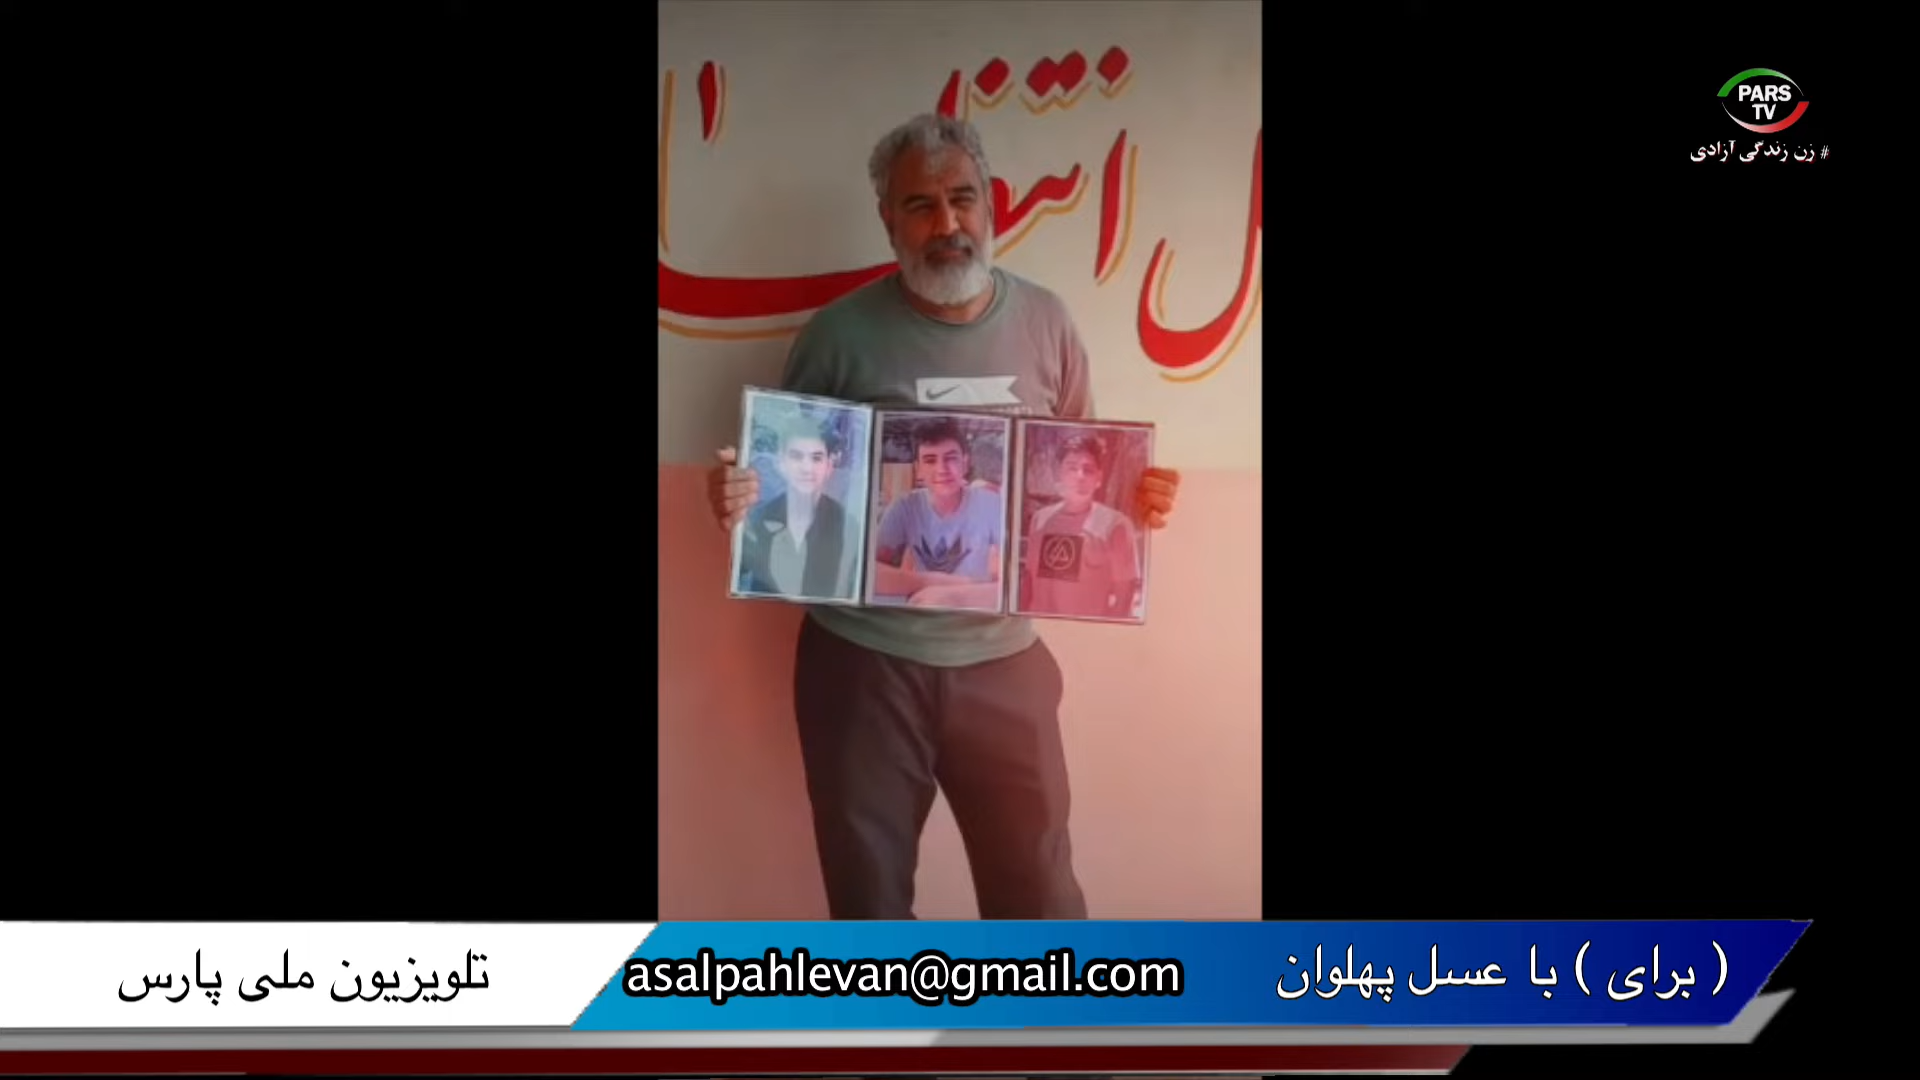 PARS
TV
# زن زندگی آزادی
( برای ) با عسل پهلوان
asalpahlevan@gmail.com
تلویزیون ملی پارس